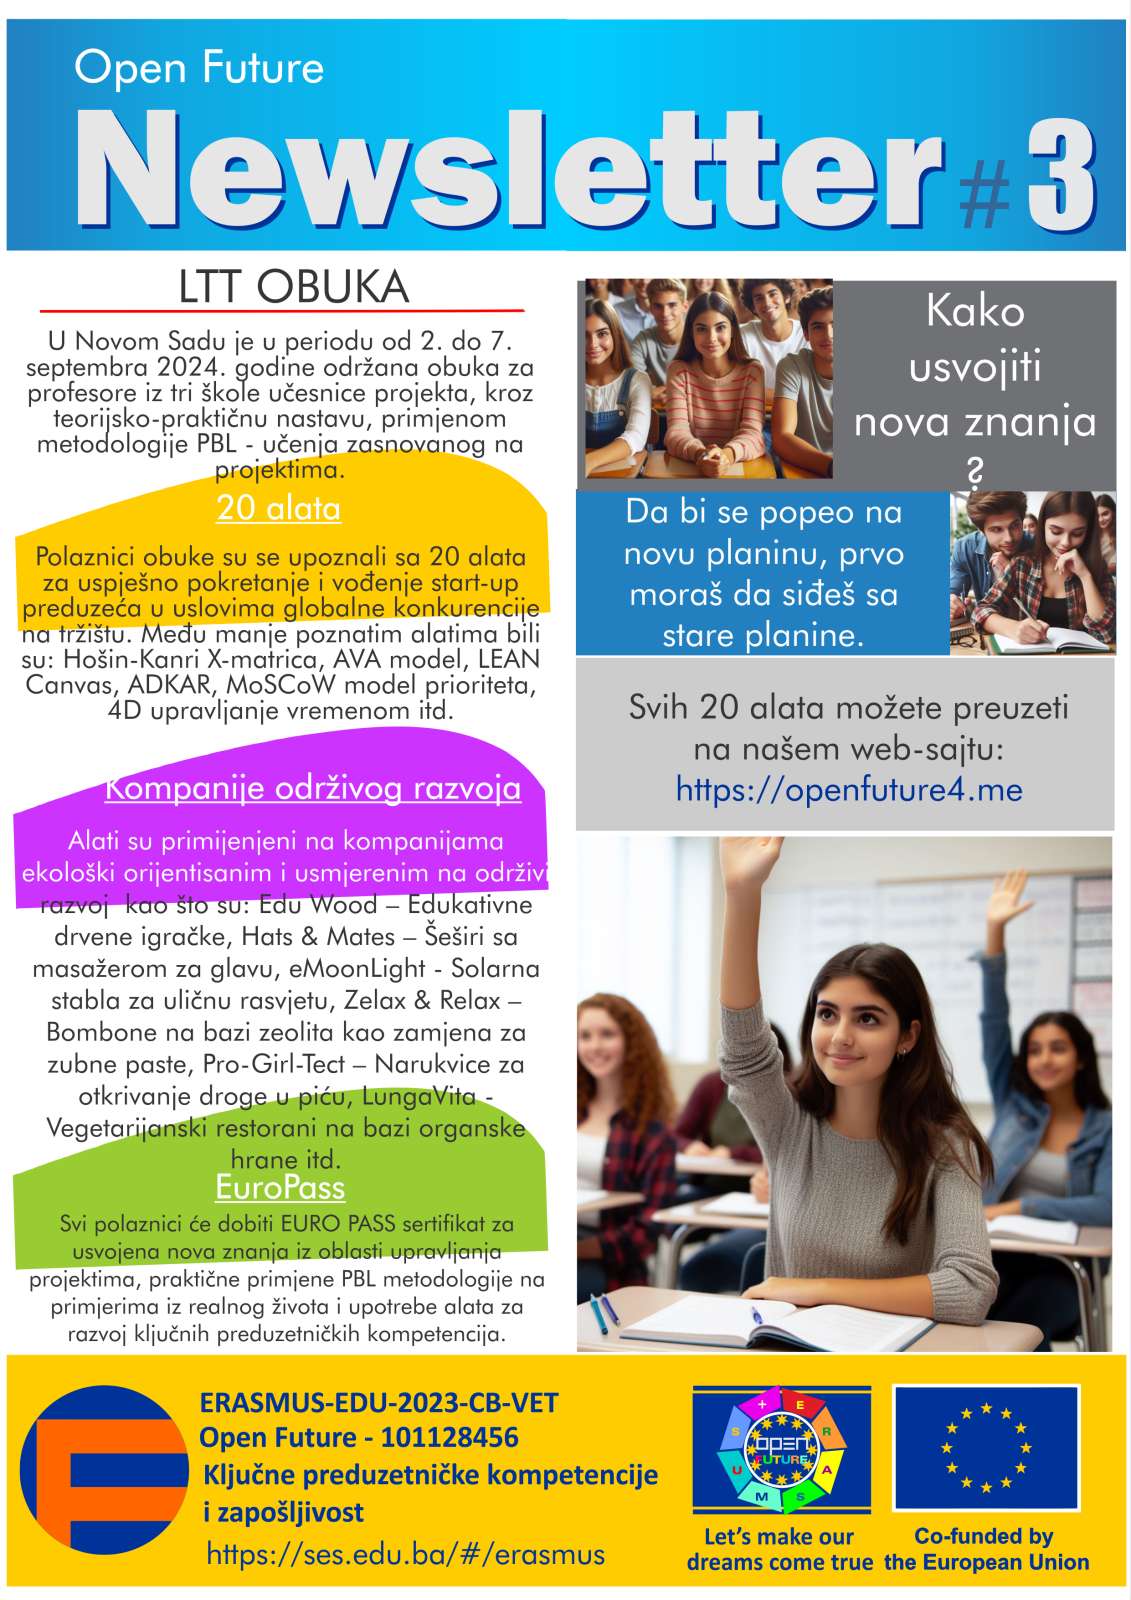 Open Future
Newsletter # 3
LTT OBUKA
U Novom Sadu je u periodu od 2. do 7.
septembra 2024. godine održana obuka za
profesore iz tri škole učesnice projekta, kroz
teorijsko-praktičnu nastavu, primjenom
metodologije PBL - učenja zasnovanog na
projektima.
20 alata
Polaznici obuke su se upoznali sa 20 alata
za uspješno pokretanje i vođenje start-up
preduzeća u uslovima globalne konkurencije
na tržištu. Među manje poznatim alatima bili
su: Hošin-Kanri X-matrica, AVA model, LEAN
Canvas, ADKAR, MoSCoW model prioriteta,
4D upravljanje vremenom itd.
Kompanije održivog razvoja
Alati su primijenjeni na kompanijama
ekološki orijentisanim i usmjerenim na održivi
razvoj  kao što su: Edu Wood – Edukativne
drvene igračke, Hats & Mates – Šeširi sa
masažerom za glavu, eMoonLight - Solarna
stabla za uličnu rasvjetu, Zelax & Relax –
Bombone na bazi zeolita kao zamjena za
zubne paste, Pro-Girl-Tect – Narukvice za
otkrivanje droge u piću, LungaVita -
Vegetarijanski restorani na bazi organske
hrane itd.
EuroPass
Svi polaznici će dobiti EURO PASS sertifikat za
usvojena nova znanja iz oblasti upravljanja
projektima, praktične primjene PBL metodologije na
primjerima iz realnog života i upotrebe alata za
razvoj ključnih preduzetničkih kompetencija.
Kako
usvojiti
nova znanja
?
Da bi se popeo na
novu planinu, prvo
moraš da siđeš sa
stare planine.
Svih 20 alata možete preuzeti
na našem web-sajtu:
https://openfuture4.me
ERASMUS-EDU-2023-CB-VET
Open Future - 101128456
Ključne preduzetničke kompetencije
i zapošljivost
https://ses.edu.ba/#/erasmus
+ E R A S M U S
OPEN
FUTURE
Let's make our
dreams come true
Co-funded by
the European Union